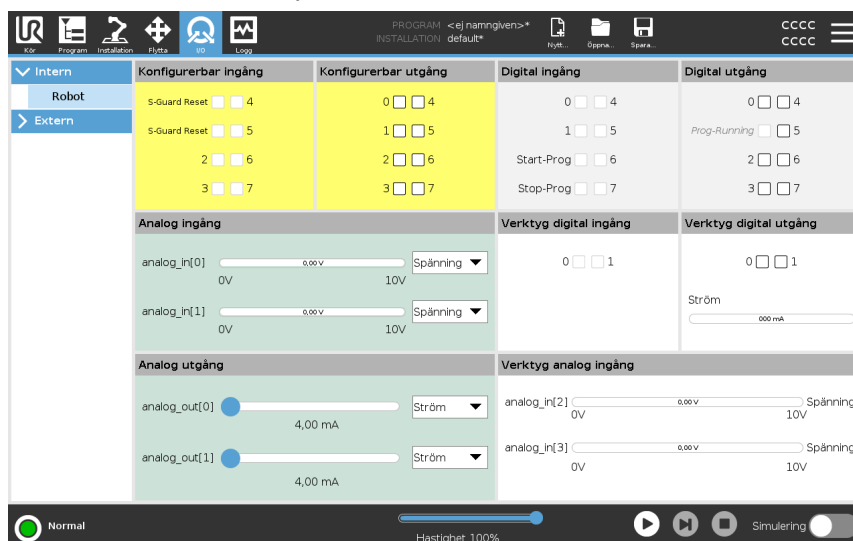 PROGRAM <ej namngiven>*
INSTALLATION default*
cccc
cccc
UR
Kör Program Installation Flytta I/O Logg Nytt... Öppna... Spara...
Intern
Robot
Extern
Konfigurerbar ingång Konfigurerbar utgång Digital ingång Digital utgång
S-Guard Reset 4 0 4 0 4 0 4
S-Guard Reset 5 1 5 1 5 Prog-Running 5
2 6 2 6 Start-Prog 6 2 6
3 7 3 7 Stop-Prog 7 3 7
Analog ingång Verktyg digital ingång Verktyg digital utgång
analog_in[0] 0,00 V Spänning
0V 10V
analog_in[1] 0,00 V Spänning
0V 10V
0 1
0 1
Ström
000 mA
Analog utgång Verktyg analog ingång
analog_out[0] Ström
4,00 mA
analog_out[1] Ström
4,00 mA
analog_in[2] 0,00 V Spänning
0V 10V
analog_in[3] 0,00 V Spänning
0V 10V
Normal
Hastighet 100%
Simulering